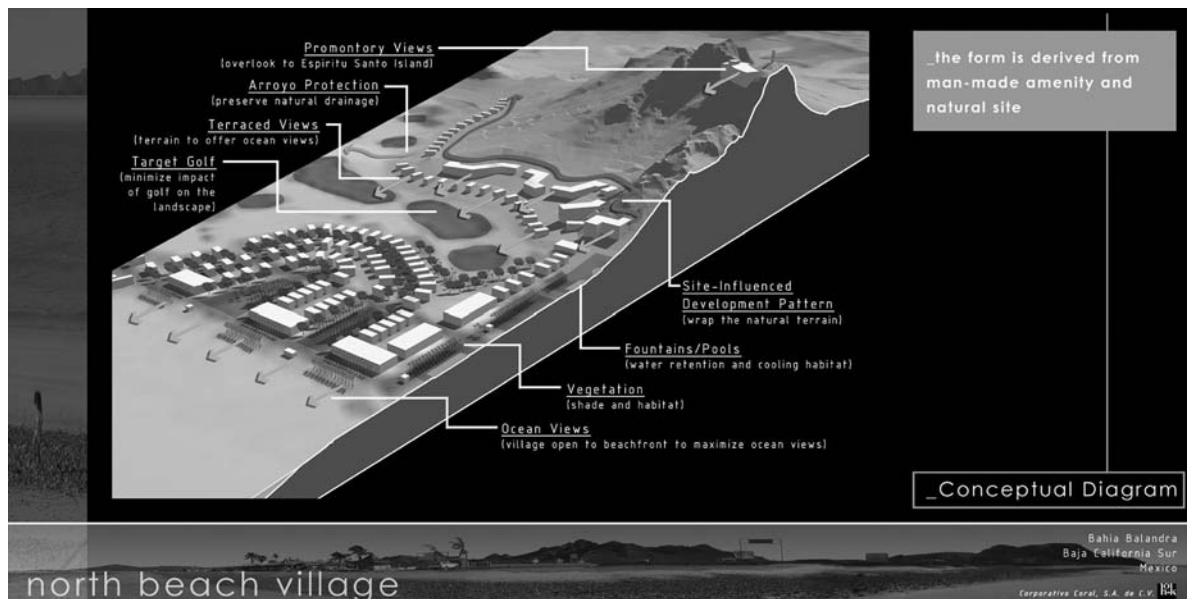 Promontory Views
(overlook to Espiritu Santo Island)
Arroyo Protection
(preserve natural drainage)
Terraced Views
(terrain to offer ocean views)
Target Golf
(minimize impact
of golf on the
landscape)
_the form is derived from
man-made amenity and
natural site
Site-Influenced
Development Pattern
(wrap the natural terrain)
Fountains/Pools
(water retention and cooling habitat)
Vegetation
(shade and habitat)
Ocean Views
(village open to beachfront to maximize ocean views)
_Conceptual Diagram
north beach village
Bahia Balandra
Baja California Sur
Mexico
Corporativo Coral, S.A. de C.V.
hok